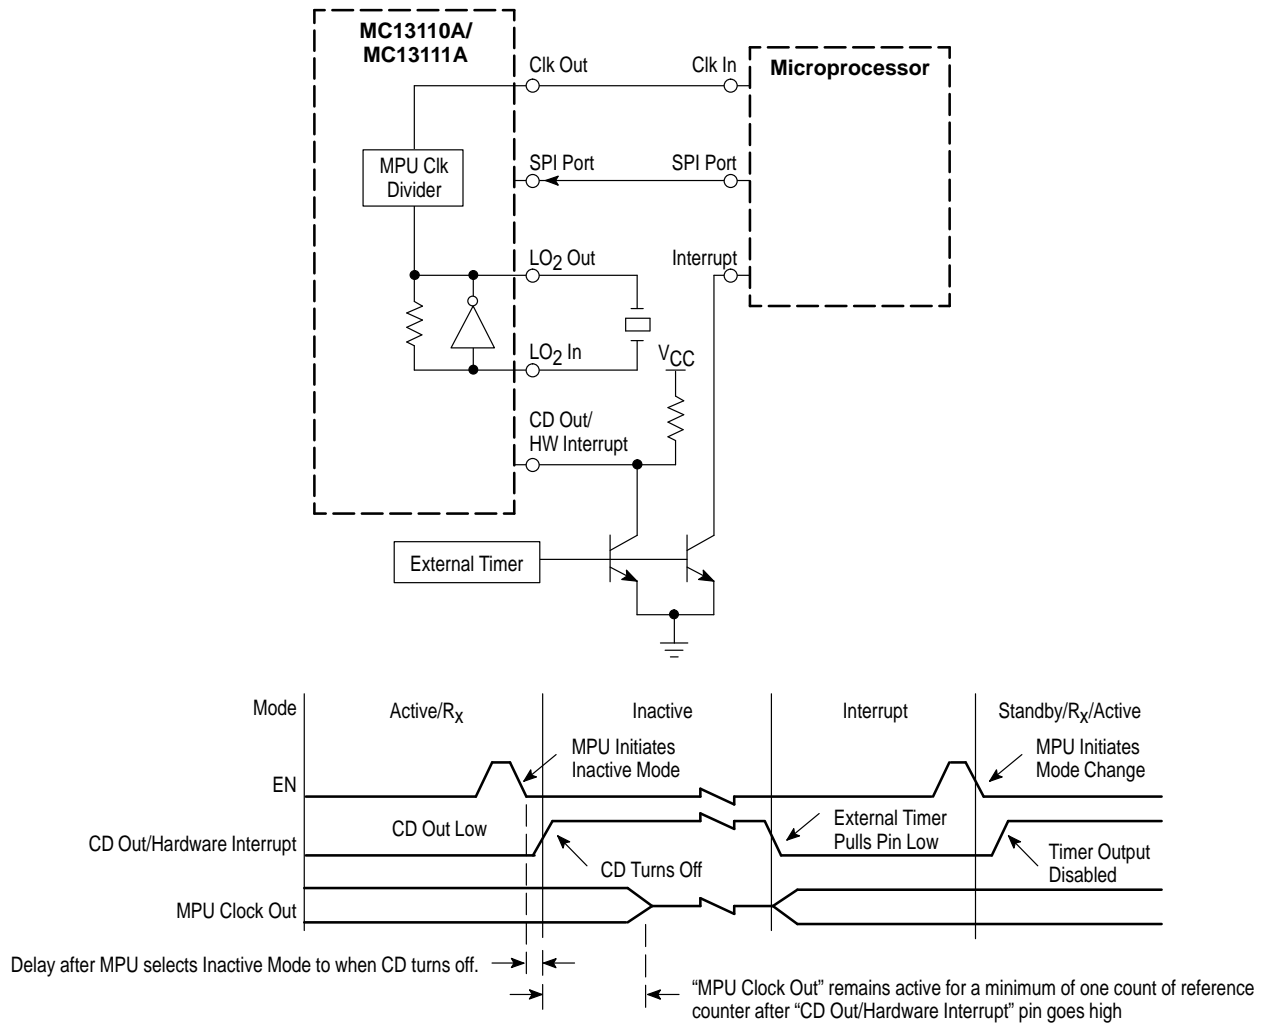 MC13110A/
MC13111A
Microprocessor
Clk Out
Clk In
MPU Clk
Divider
SPI Port
SPI Port
LO2 Out
Interrupt
LO2 In
VCC
CD Out/
HW Interrupt
External Timer
Mode
Active/Rx
Inactive
Interrupt
Standby/Rx/Active
EN
MPU Initiates
Inactive Mode
MPU Initiates
Mode Change
CD Out/Hardware Interrupt
CD Out Low
CD Turns Off
External Timer
Pulls Pin Low
Timer Output
Disabled
MPU Clock Out
Delay after MPU selects Inactive Mode to when CD turns off.
“MPU Clock Out” remains active for a minimum of one count of reference
counter after “CD Out/Hardware Interrupt” pin goes high